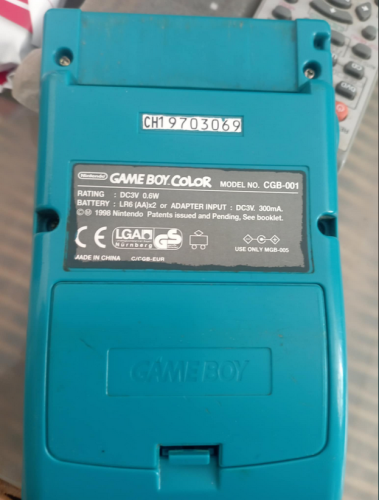 CH19703069
Nintendo GAME BOY COLOR MODEL NO. CGB-001
RATING : DC3V 0.6W
BATTERY : LR6 (AA)x2 or ADAPTER INPUT : DC3V, 300mA.
©Ⓜ 1998 Nintendo Patents issued and Pending, See booklet.
CE LGA Nürnberg GS
USE ONLY MGB-005
MADE IN CHINA C/CGB-EUR
GAME BOY